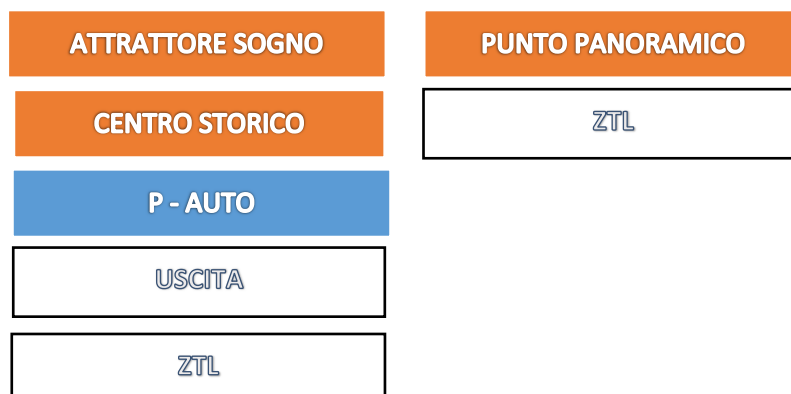 ATTRATTORE SOGNO
CENTRO STORICO
P - AUTO
USCITA
ZTL
PUNTO PANORAMICO
ZTL